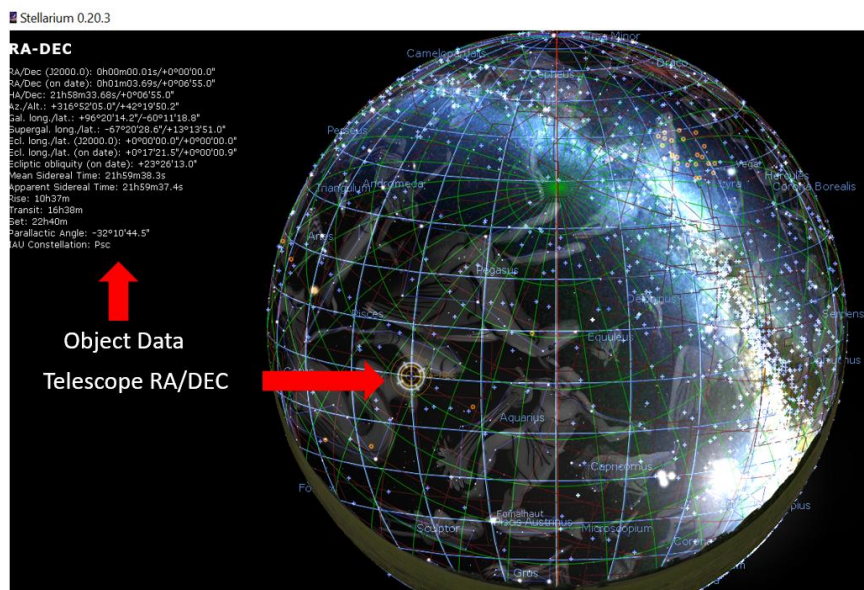 Stellarium 0.20.3
RA-DEC
RA/Dec (J2000.0): 0h00m00.01s/+0°00'00.0"
RA/Dec (on date): 0h01m03.69s/+0°06'55.0"
HA/Dec: 21h58m33.68s/+0°06'55.0"
Az./Alt.: +316°52'05.0"/+42°19'50.2"
Gal. long./lat.: +96°20'14.2"/-60°11'18.8"
Supergal. long./lat.: -67°20'28.6"/+13°13'51.0"
Ecl. long./lat. (J2000.0): +0°00'00.0"/+0°00'00.0"
Ecl. long./lat. (on date): +0°17'21.5"/+0°00'00.9"
Ecliptic obliquity (on date): +23°26'13.0"
Mean Sidereal Time: 21h59m38.3s
Apparent Sidereal Time: 21h59m37.4s
Rise: 10h37m
Transit: 16h38m
Set: 22h40m
Parallactic Angle: -32°10'44.5"
IAU Constellation: Psc
Object Data
Telescope RA/DEC
Minor
Draco
Cepheus
Perseus
Vega
Lyra
Hercules
Corona Borealis
Triangulum
Andromeda
Aries
Pegasus
Delphinus
Pisces
Equuleus
Serpens
Aquarius
Capricornus
Fomalhaut
Piscis Austrinus
Sculptor
Microscopium
Grus